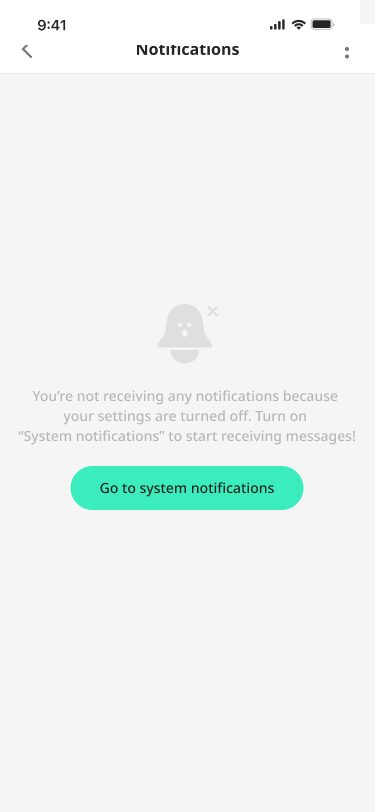 9:41
Notifications
You're not receiving any notifications because
your settings are turned off. Turn on
“System notifications” to start receiving messages!
Go to system notifications